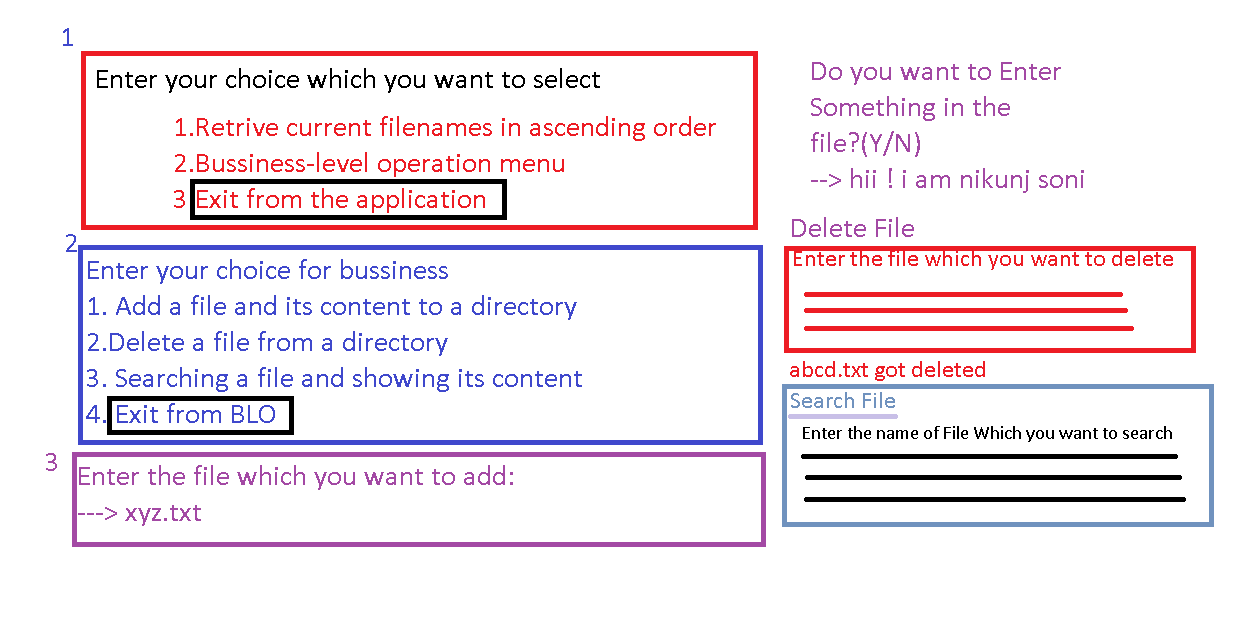 1
Enter your choice which you want to select
1.Retrive current filenames in ascending order
2.Bussiness-level operation menu
3 Exit from the application
2
Enter your choice for bussiness
1. Add a file and its content to a directory
2.Delete a file from a directory
3. Searching a file and showing its content
4. Exit from BLO
3
Enter the file which you want to add:
---> xyz.txt
Do you want to Enter
Something in the
file?(Y/N)
--> hii ! i am nikunj soni
Delete File
Enter the file which you want to delete
abcd.txt got deleted
Search File
Enter the name of File Which you want to search